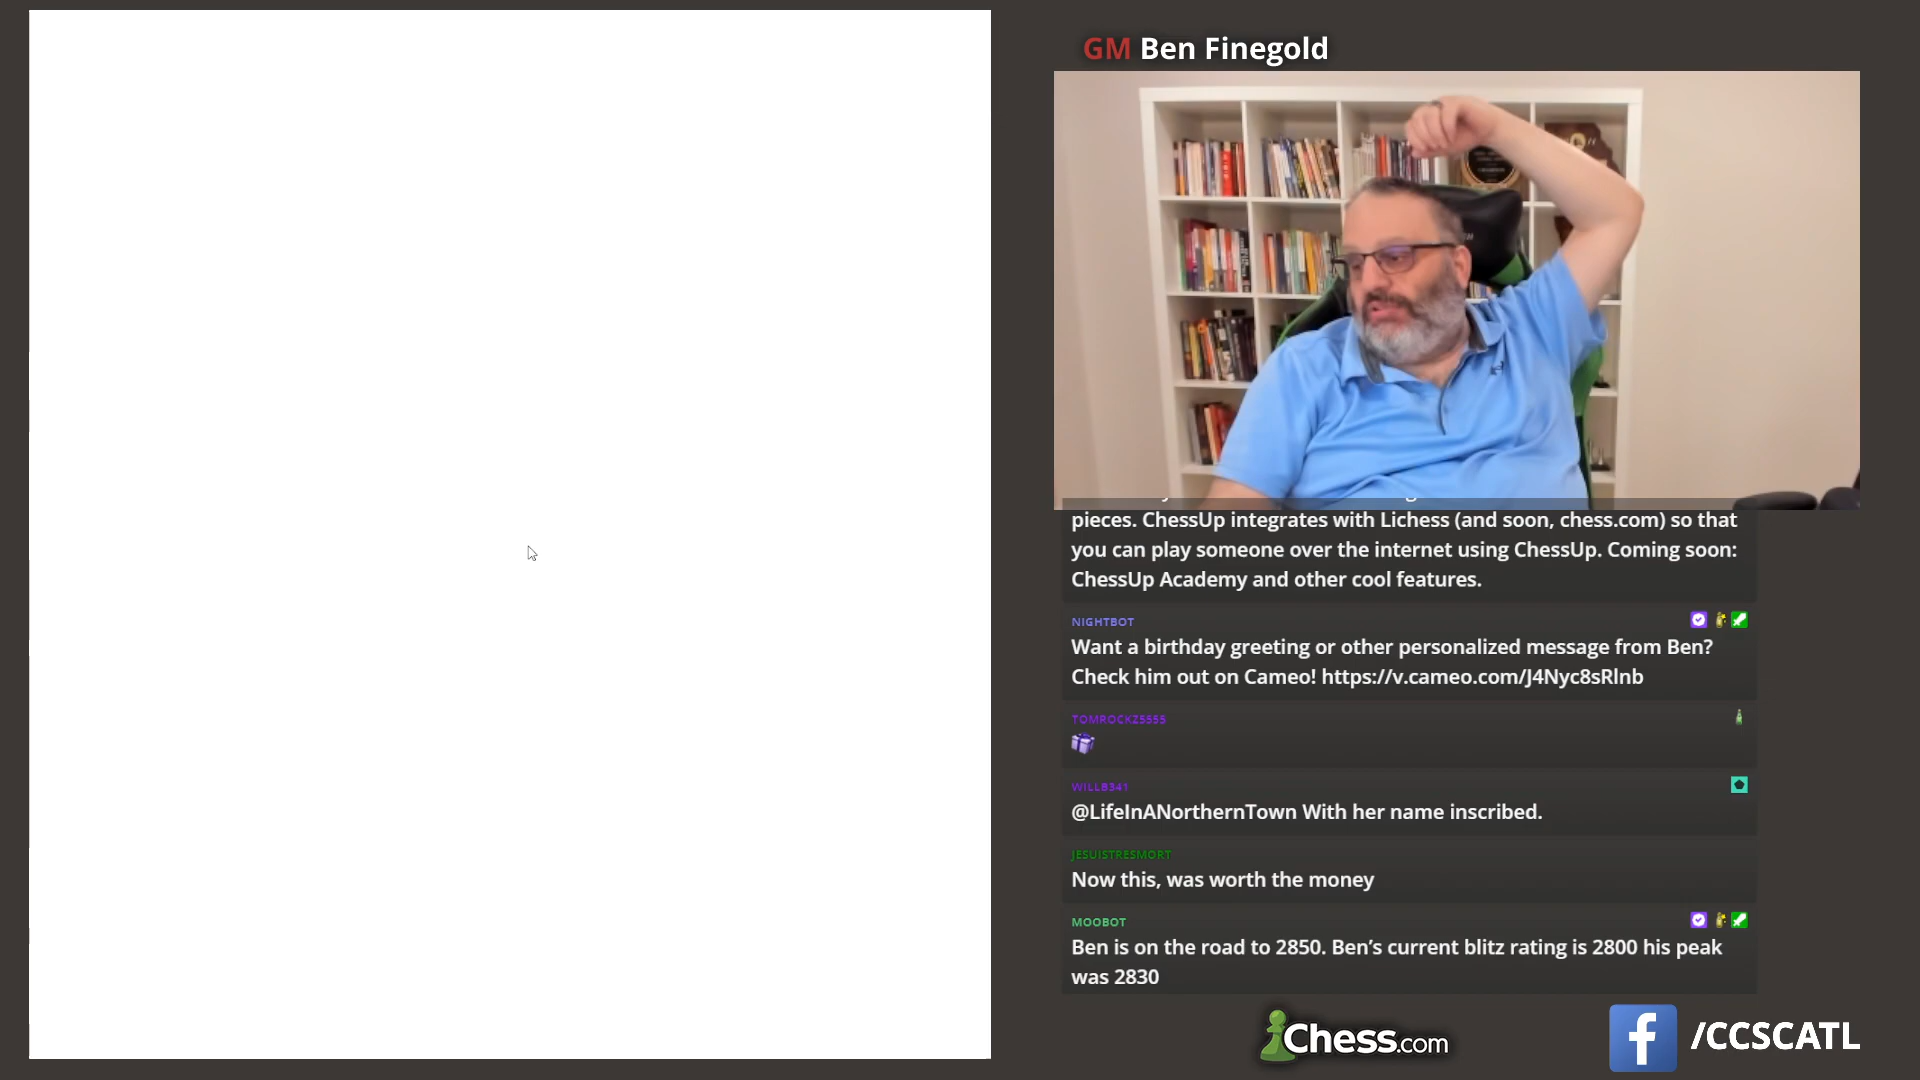 GM Ben Finegold
pieces. ChessUp integrates with Lichess (and soon, chess.com) so that
you can play someone over the internet using ChessUp. Coming soon:
ChessUp Academy and other cool features.
NIGHTBOT
Want a birthday greeting or other personalized message from Ben?
Check him out on Cameo! https://v.cameo.com/J4Nyc8sRlnb
TOMROCKZ5555
WILLB341
@LifeInANorthernTown With her name inscribed.
JESUISTRESMORT
Now this, was worth the money
MOOBOT
Ben is on the road to 2850. Ben's current blitz rating is 2800 his peak
was 2830
Chess.com
f /CCSCATL